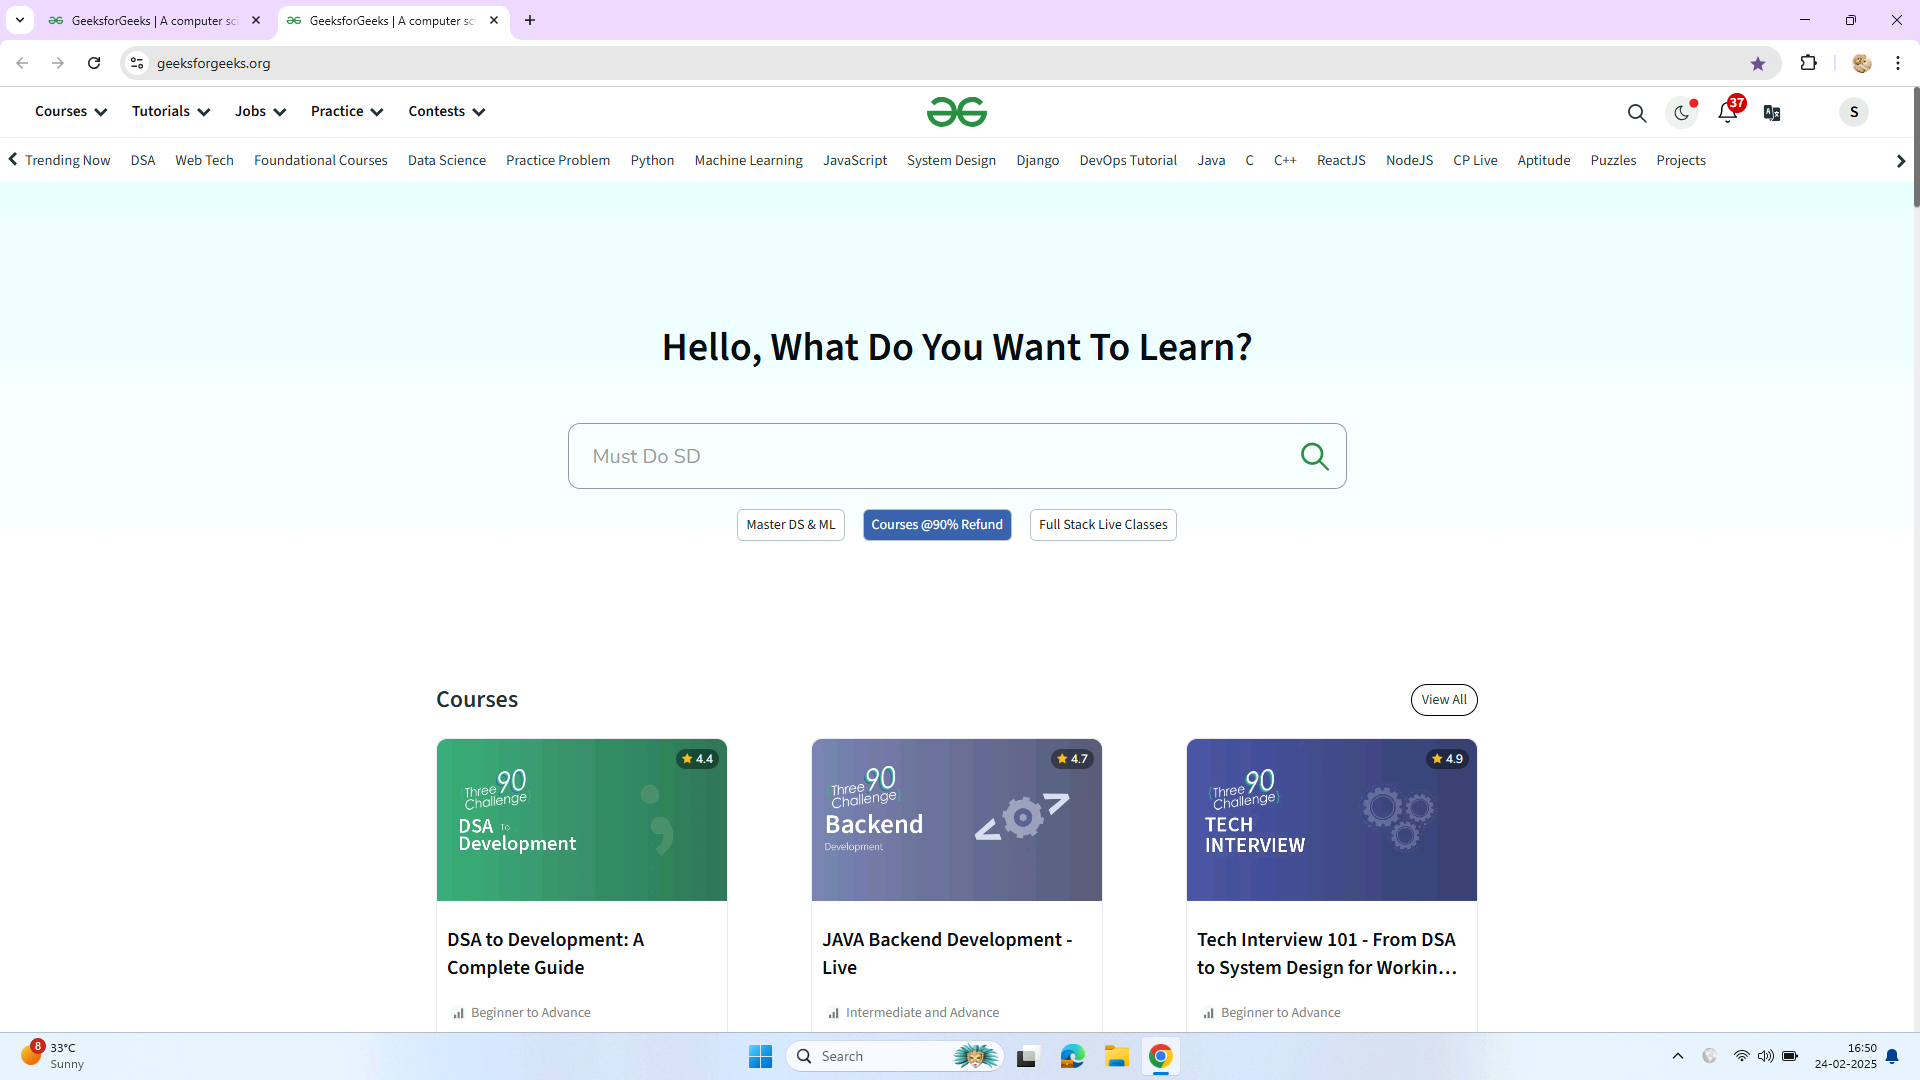 GeeksforGeeks | A computer sc
GeeksforGeeks | A computer sc
geeksforgeeks.org
Courses Tutorials Jobs Practice Contests
37
S
Trending Now DSA Web Tech Foundational Courses Data Science Practice Problem Python Machine Learning JavaScript System Design Django DevOps Tutorial Java C C++ ReactJS NodeJS CP Live Aptitude Puzzles Projects
Hello, What Do You Want To Learn?
Must Do SD
Master DS & ML Courses @90% Refund Full Stack Live Classes
Courses View All
4.4
Three 90
Challenge
DSA To
Development
4.7
{Three 90
Challenge}
Backend
Development
4.9
{Three 90
Challenge}
TECH
INTERVIEW
DSA to Development: A
Complete Guide
Beginner to Advance
JAVA Backend Development -
Live
Intermediate and Advance
Tech Interview 101 - From DSA
to System Design for Workin...
Beginner to Advance
8
33°C
Sunny
Search
16:50
24-02-2025